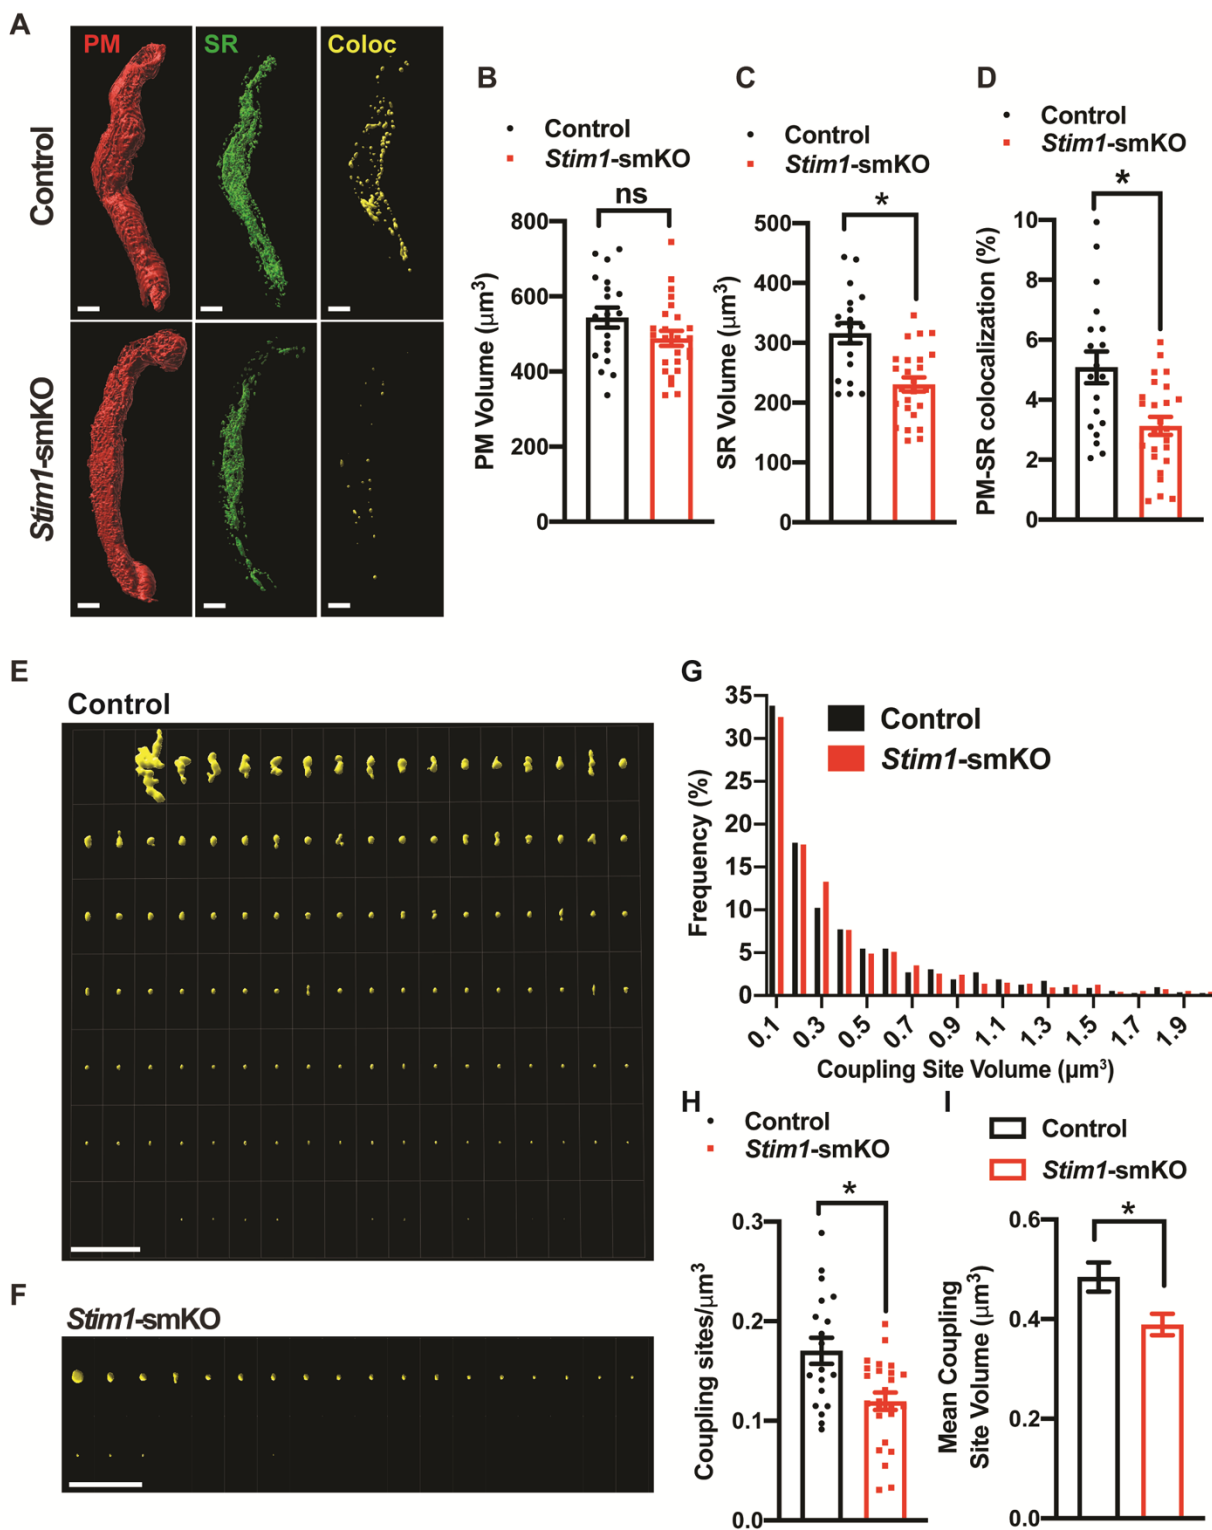 A
PM
SR
Coloc
Control
Stim1-smKO
B
Control
Stim1-smKO
ns
800
600
400
200
0
PM Volume (μm³)
C
Control
Stim1-smKO
*
500
400
300
200
100
0
SR Volume (μm³)
D
Control
Stim1-smKO
*
10
8
6
4
2
0
PM-SR colocalization (%)
E
Control
F
Stim1-smKO
G
Control
Stim1-smKO
35
30
25
20
15
10
5
0
Frequency (%)
0.1
0.3
0.5
0.7
0.9
1.1
1.3
1.5
1.7
1.9
Coupling Site Volume (μm³)
H
Control
Stim1-smKO
*
0.3
0.2
0.1
0.0
Coupling sites/μm³
I
Control
Stim1-smKO
*
0.6
0.4
0.2
0.0
Mean Coupling
Site Volume (μm³)